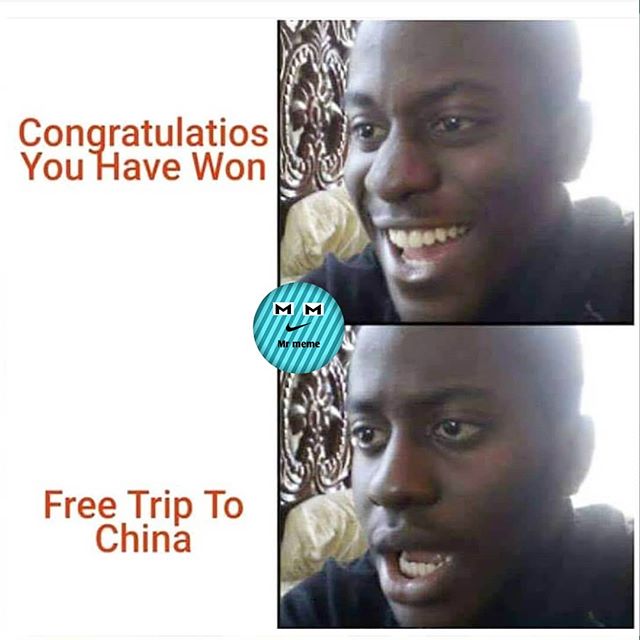 Congratulatios
You Have Won
M M
Mr meme
Free Trip To
China